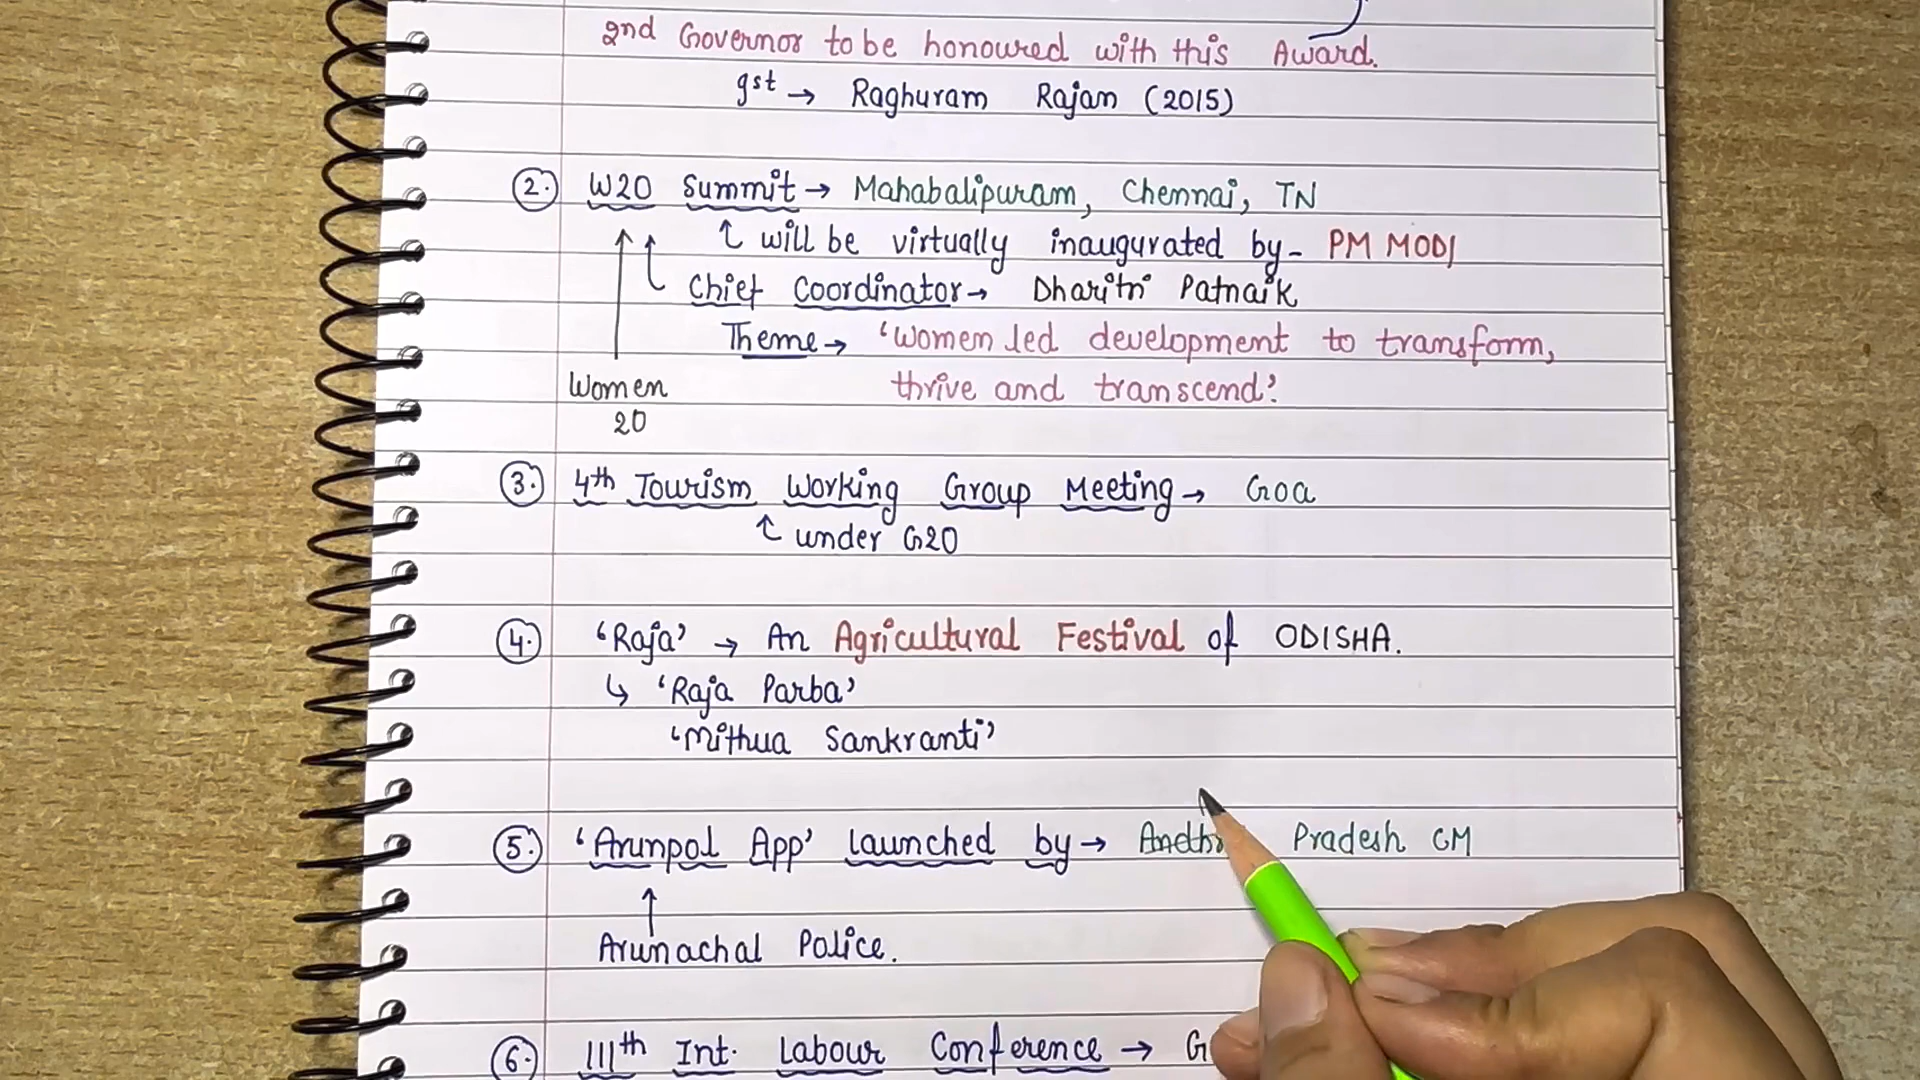 2nd Governor to be honoured with this Award.
gst → Raghuram Rajan (2015)
2. W20 Summit → Mahabalipuram, Chennai, TN
will be virtually inaugurated by- PM MODI
Chief Coordinator → Dharitri Patnaik
Theme → 'Women led development to transform,
thrive and transcend'.
Women
20
3. 4th Tourism Working Group Meeting → Goa
under G20
4. 'Raja' → An Agricultural Festival of ODISHA.
↳ 'Raja Parba'
'Mithua Sankranti'
5. 'Arunpol App' launched by → Pradesh CM
Arunachal Police.
6. 111th Int. Labour Conference →